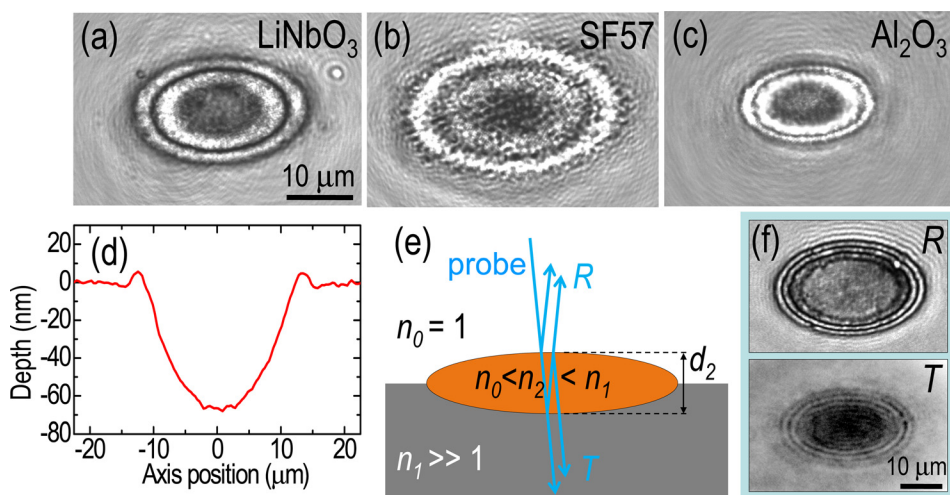 (a) LiNbO₃
10 μm
(b) SF57
(c) Al₂O₃
(d)
20
0
-20
-40
-60
-80
Depth (nm)
-20 -10 0 10 20
Axis position(μm)
(e)
probe
R
n₀ = 1
n₀<n₂ < n₁
d₂
n₁ >> 1
T
(f) R
T
10 μm